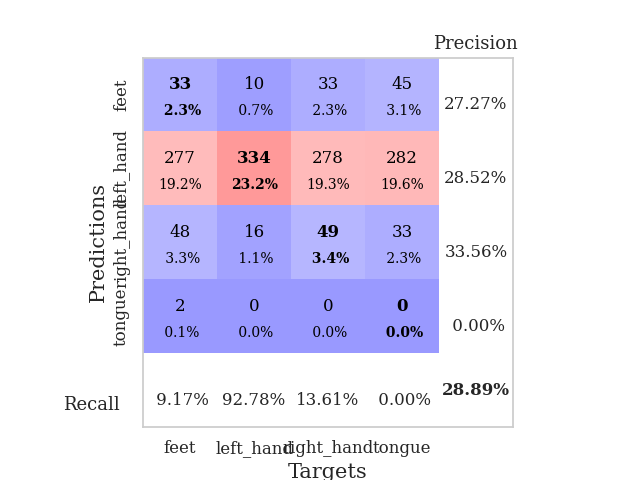 Precision
feet 33 10 33 45 27.27%
2.3% 0.7% 2.3% 3.1%
left_hand 277 334 278 282 28.52%
19.2% 23.2% 19.3% 19.6%
right_hand 48 16 49 33 33.56%
3.3% 1.1% 3.4% 2.3%
tongue 2 0 0 0 0.00%
0.1% 0.0% 0.0% 0.0%
Predictions
Recall 9.17% 92.78% 13.61% 0.00% 28.89%
feet left_hand right_hand tongue
Targets